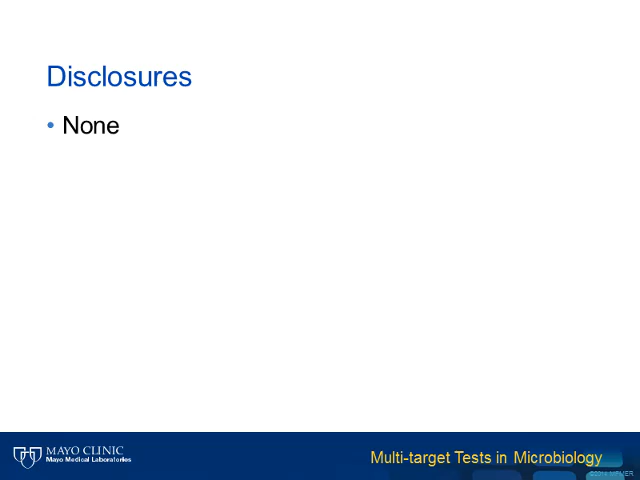 Disclosures
• None
MAYO CLINIC
Mayo Medical Laboratories
Multi-target Tests in Microbiology